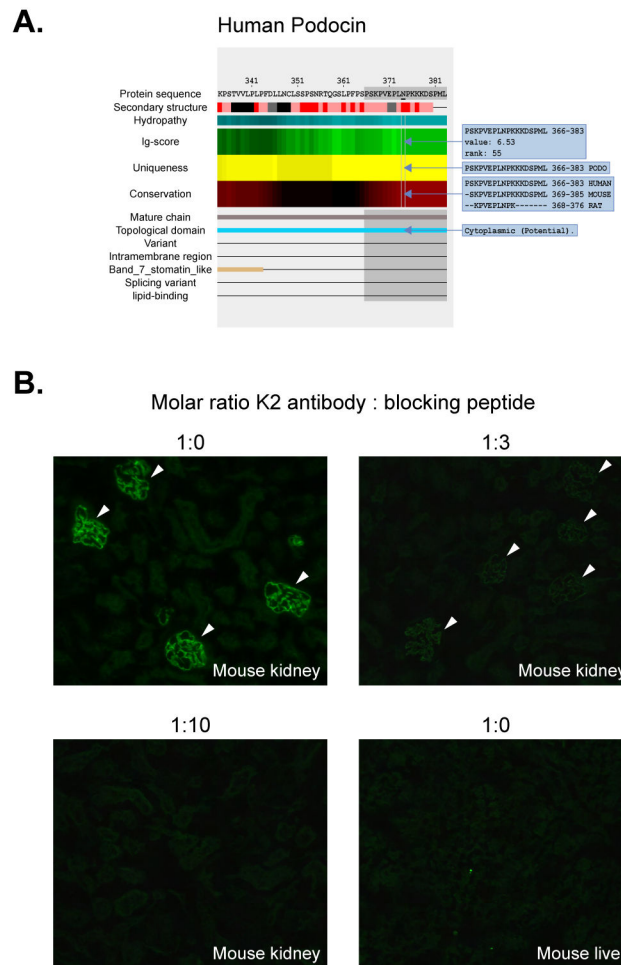 A.
Human Podocin
341 351 361 371 381
Protein sequence KPSTVVLPLPFDLLNCLSSPSNRTQGSLPFPSPSKPVEPLNPKKKDSPML
Secondary structure
Hydropathy
Ig-score
PSKPVEPLNPKKKDSPML 366-383
value: 6.53
rank: 55
Uniqueness
PSKPVEPLNPKKKDSPML 366-383 PODO
Conservation
PSKPVEPLNPKKKDSPML 366-383 HUMAN
-SKPVEPLNPKKKDSPML 369-385 MOUSE
--KPVEPLNPK------- 368-376 RAT
Mature chain
Topological domain
Cytoplasmic (Potential).
Variant
Intramembrane region
Band_7_stomatin_like
Splicing variant
lipid-binding
B.
Molar ratio K2 antibody : blocking peptide
1:0 1:3
Mouse kidney Mouse kidney
1:10 1:0
Mouse kidney Mouse live